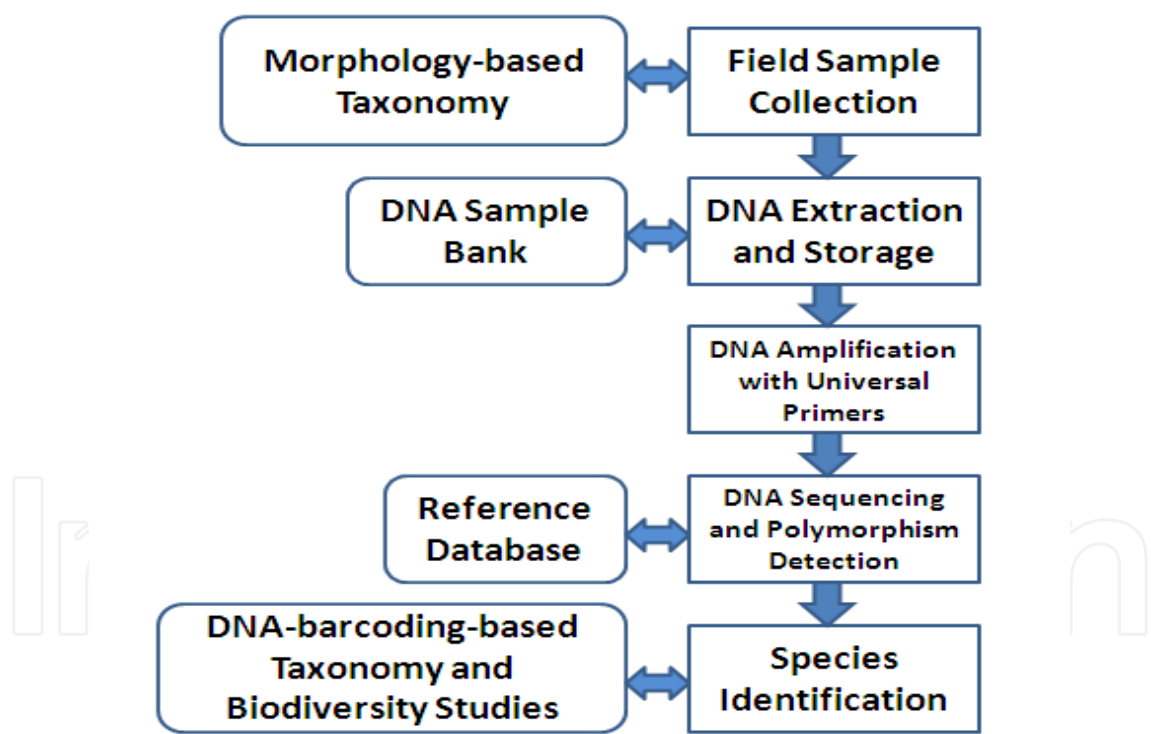 Morphology-based
Taxonomy
Field Sample
Collection
DNA Sample
Bank
DNA Extraction
and Storage
DNA Amplification
with Universal
Primers
Reference
Database
DNA Sequencing
and Polymorphism
Detection
DNA-barcoding-based
Taxonomy and
Biodiversity Studies
Species
Identification